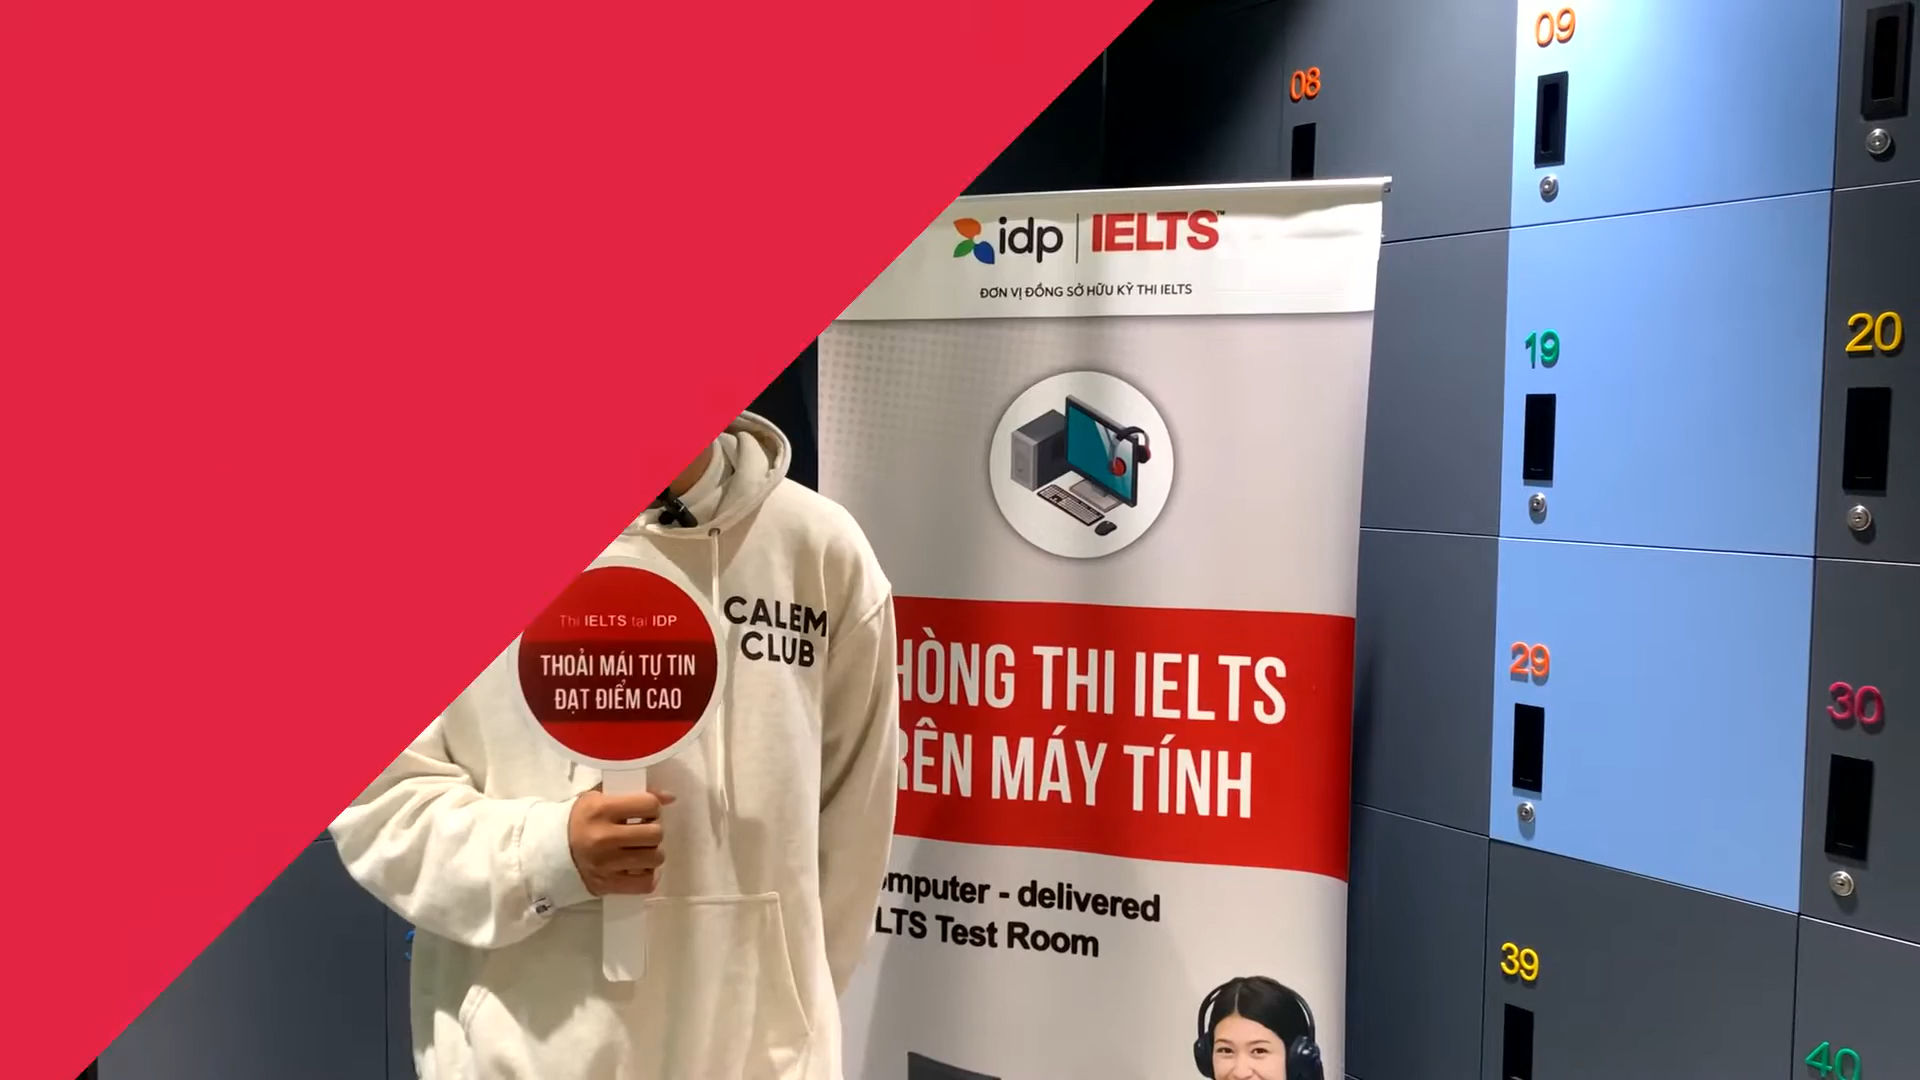 08
09
idp | IELTS™
ĐƠN VỊ ĐỒNG SỞ HỮU KỲ THI IELTS
19
20
Thi IELTS tại IDP
THOẢI MÁI TỰ TIN
ĐẠT ĐIỂM CAO
CALEM
CLUB
HÒNG THI IELTS
RÊN MÁY TÍNH
29
30
omputer - delivered
LTS Test Room
39
40